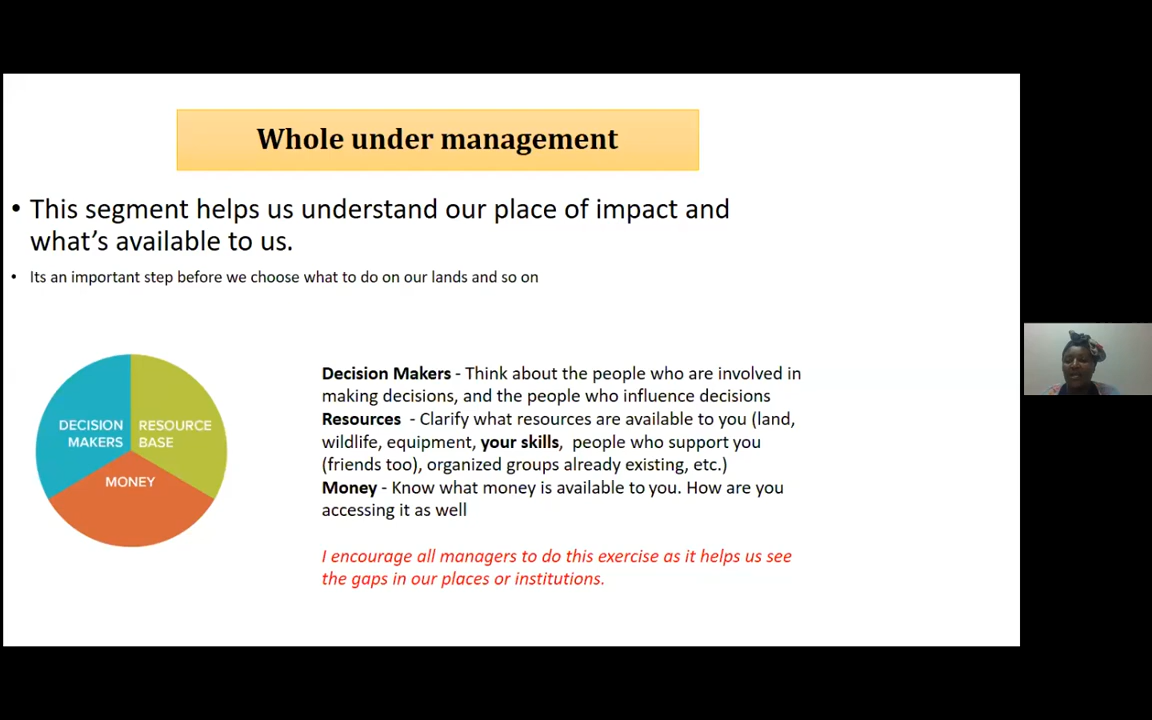 Whole under management
• This segment helps us understand our place of impact and
what's available to us.
• Its an important step before we choose what to do on our lands and so on
DECISION
MAKERS
RESOURCE
BASE
MONEY
Decision Makers - Think about the people who are involved in
making decisions, and the people who influence decisions
Resources - Clarify what resources are available to you (land,
wildlife, equipment, your skills, people who support you
(friends too), organized groups already existing, etc.)
Money - Know what money is available to you. How are you
accessing it as well
I encourage all managers to do this exercise as it helps us see
the gaps in our places or institutions.